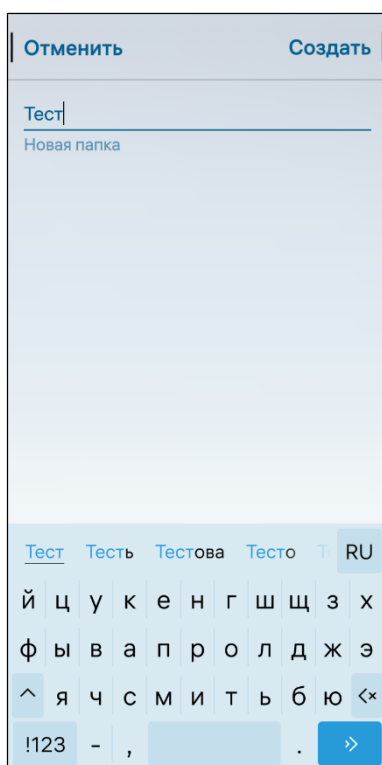 Отменить Создать
Тест
Новая папка
Тест Тесть Тестова Тесто RU
й ц у к е н г ш щ з х
ф ы в а п р о л д ж э
я ч с м и т ь б ю
!123 - , .